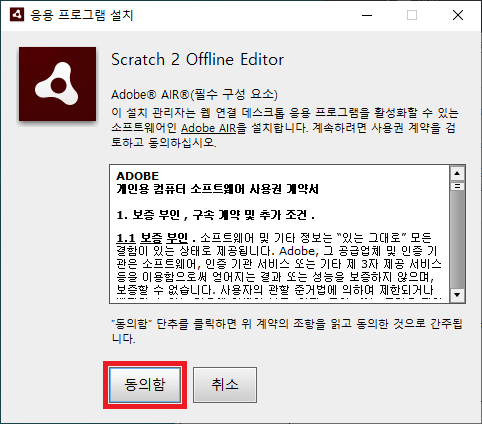 응용 프로그램 설치
Scratch 2 Offline Editor
Adobe® AIR®(필수 구성 요소)
이 설치 관리자는 웹 연결 데스크톱 응용 프로그램을 활성화할 수 있는
소프트웨어인 Adobe AIR을 설치합니다. 계속하려면 사용권 계약을 검
토하고 동의하십시오.
ADOBE
개인용 컴퓨터 소프트웨어 사용권 계약서
1. 보증 부인 , 구속 계약 및 추가 조건 .
1.1 보증 부인 . 소프트웨어 및 기타 정보는 “있는 그대로” 모든
결함이 있는 상태로 제공됩니다. Adobe, 그 공급업체 및 인증 기
관은 소프트웨어, 인증 기관 서비스 또는 기타 제 3자 제공 서비스
등을 이용함으로써 얻어지는 결과 또는 성능을 보증하지 않으며,
보증할 수 없습니다. 사용자의 관할 준거법에 의하여 제한되거나
"동의함" 단추를 클릭하면 위 계약의 조항을 읽고 동의한 것으로 간주됩
니다.
동의함
취소